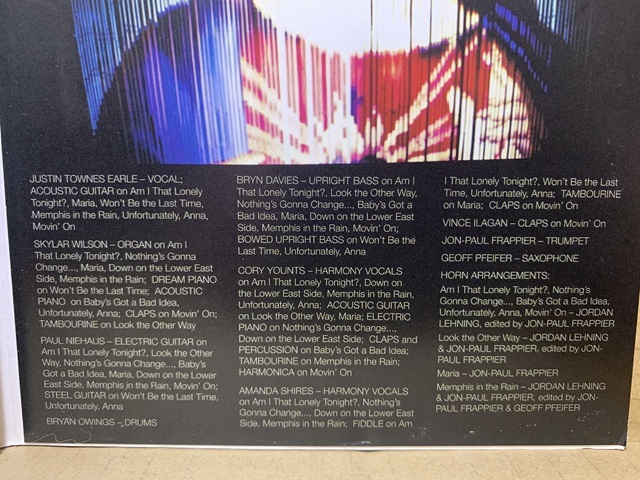 JUSTIN TOWNES EARLE – VOCAL;
ACOUSTIC GUITAR on Am I That Lonely
Tonight?, Maria, Won't Be the Last Time,
Memphis in the Rain, Unfortunately, Anna,
Movin' On
SKYLAR WILSON – ORGAN on Am I
That Lonely Tonight?, Nothing's Gonna
Change..., Maria, Down on the Lower East
Side, Memphis in the Rain; DREAM PIANO
on Won't Be the Last Time; ACOUSTIC
PIANO on Baby's Got a Bad Idea,
Unfortunately, Anna; CLAPS on Movin' On;
TAMBOURINE on Look the Other Way
PAUL NIEHAUS – ELECTRIC GUITAR on
Am I That Lonely Tonight?, Look the Other
Way, Nothing's Gonna Change..., Baby's
Got a Bad Idea, Maria, Down on the Lower
East Side, Memphis in the Rain, Movin' On;
STEEL GUITAR on Won't Be the Last Time,
Unfortunately, Anna
BRYAN OWINGS – DRUMS
BRYN DAVIES – UPRIGHT BASS on Am I
That Lonely Tonight?, Look the Other Way,
Nothing's Gonna Change..., Baby's Got a
Bad Idea, Maria, Down on the Lower East
Side, Memphis in the Rain, Movin' On;
BOWED UPRIGHT BASS on Won't Be the
Last Time, Unfortunately, Anna
CORY YOUNTS – HARMONY VOCALS
on Am I That Lonely Tonight?, Down on
the Lower East Side, Memphis in the Rain,
Unfortunately, Anna; ACOUSTIC GUITAR
on Look the Other Way, Maria; ELECTRIC
PIANO on Nothing's Gonna Change...,
Down on the Lower East Side; CLAPS and
PERCUSSION on Baby's Got a Bad Idea;
TAMBOURINE on Memphis in the Rain;
HARMONICA on Movin' On
AMANDA SHIRES – HARMONY VOCALS
on Am I That Lonely Tonight?, Nothing's
Gonna Change..., Down on the Lower East
Side, Memphis in the Rain; FIDDLE on Am
I That Lonely Tonight?, Won't Be the Last
Time, Unfortunately, Anna; TAMBOURINE
on Maria; CLAPS on Movin' On
VINCE ILAGAN – CLAPS on Movin' On
JON-PAUL FRAPPIER – TRUMPET
GEOFF PFEIFER – SAXOPHONE
HORN ARRANGEMENTS:
Am I That Lonely Tonight?, Nothing's
Gonna Change..., Baby's Got a Bad Idea,
Unfortunately, Anna, Movin' On – JORDAN
LEHNING, edited by JON-PAUL FRAPPIER
Look the Other Way – JORDAN LEHNING
& JON-PAUL FRAPPIER, edited by JON-
PAUL FRAPPIER
Maria – JON-PAUL FRAPPIER
Memphis in the Rain – JORDAN LEHNING
& JON-PAUL FRAPPIER, edited by JON-
PAUL FRAPPIER & GEOFF PFEIFER